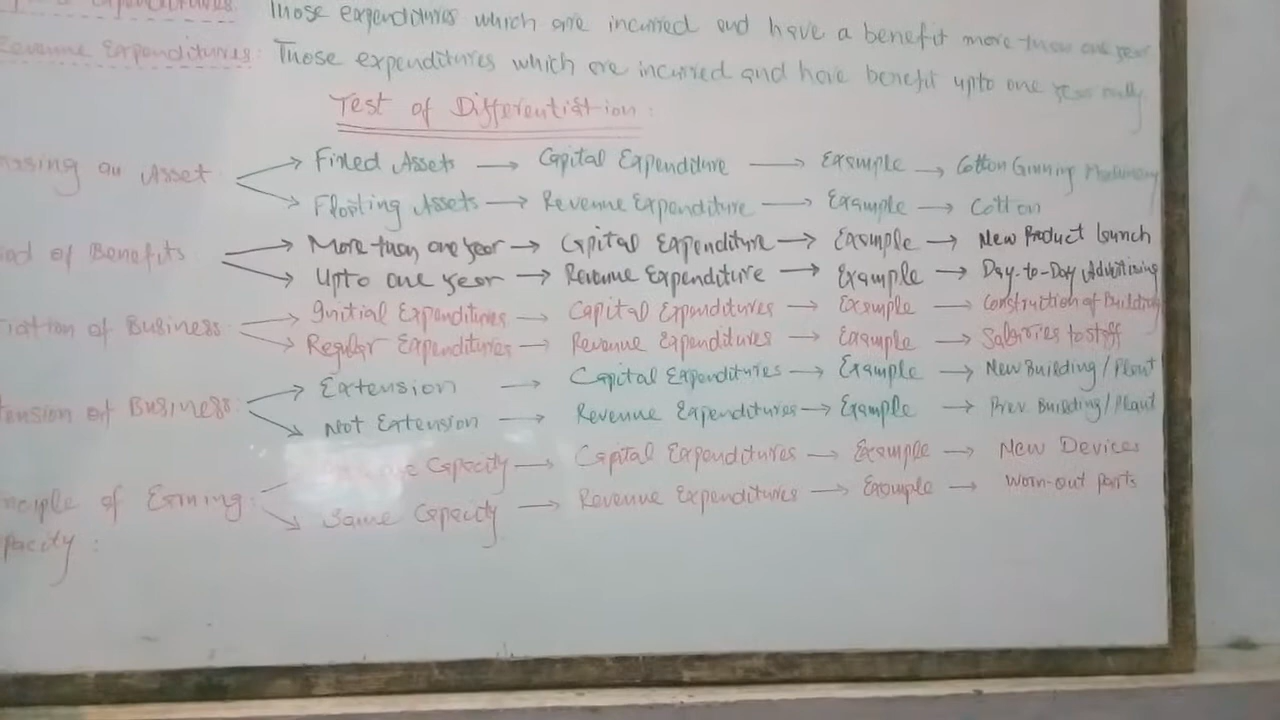 Those expenditures which are incurred and have a benefit more than one year
Revenue Expenditures: Those expenditures which are incurred and have benefit upto one year only
Test of Differentiation:
an Asset Fixed Assets → Capital Expenditure → Example → Cotton Ginning Machinery
Floating Assets → Revenue Expenditure → Example → Cotton
of Benefits More than one year → Capital Expenditure → Example → New Product launch
Upto one year → Revenue Expenditure → Example → Day-to-Day Advertising
of Business: Initial Expenditures → Capital Expenditures → Example → Construction of Building
Regular Expenditures → Revenue Expenditures → Example → Salaries to staff
tension of Business: Extension → Capital Expenditures → Example → New Building / Plant
Not Extension → Revenue Expenditures → Example → Prev. Building / Plant
Capacity → Capital Expenditures → Example → New Devices
nciple of Erning Same Capacity → Revenue Expenditures → Example → Worn-out parts
pacity: